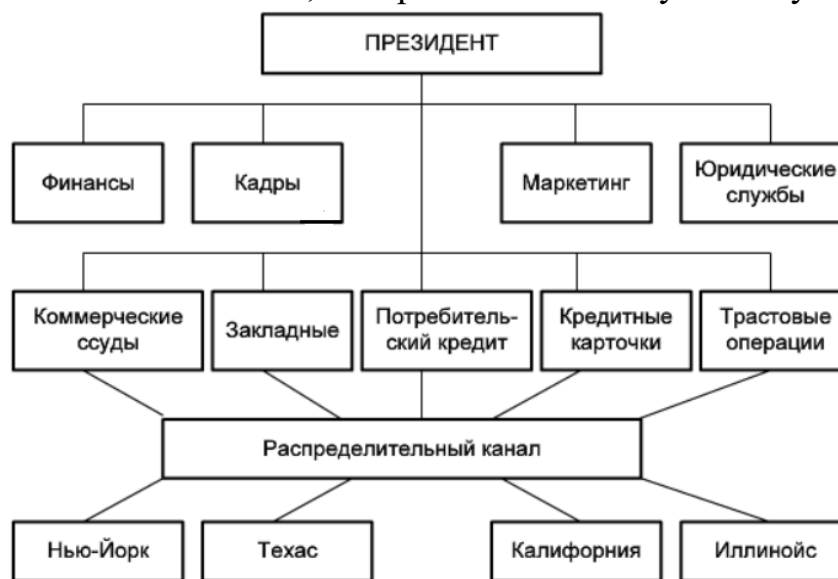 ПРЕЗИДЕНТ
Финансы
Кадры
Маркетинг
Юридические
службы
Коммерческие
ссуды
Закладные
Потребитель-
ский кредит
Кредитные
карточки
Трастовые
операции
Распределительный канал
Нью-Йорк
Техас
Калифорния
Иллинойс